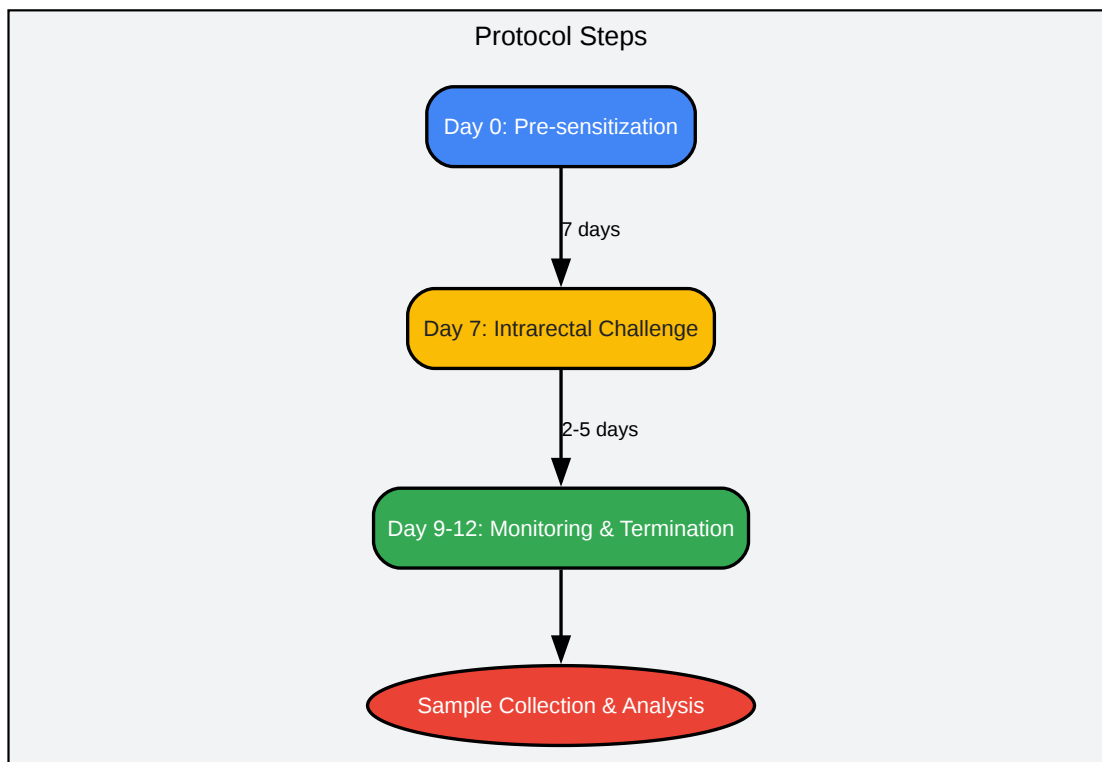 Protocol Steps
Day 0: Pre-sensitization
7 days
Day 7: Intrarectal Challenge
2-5 days
Day 9-12: Monitoring & Termination
Sample Collection & Analysis